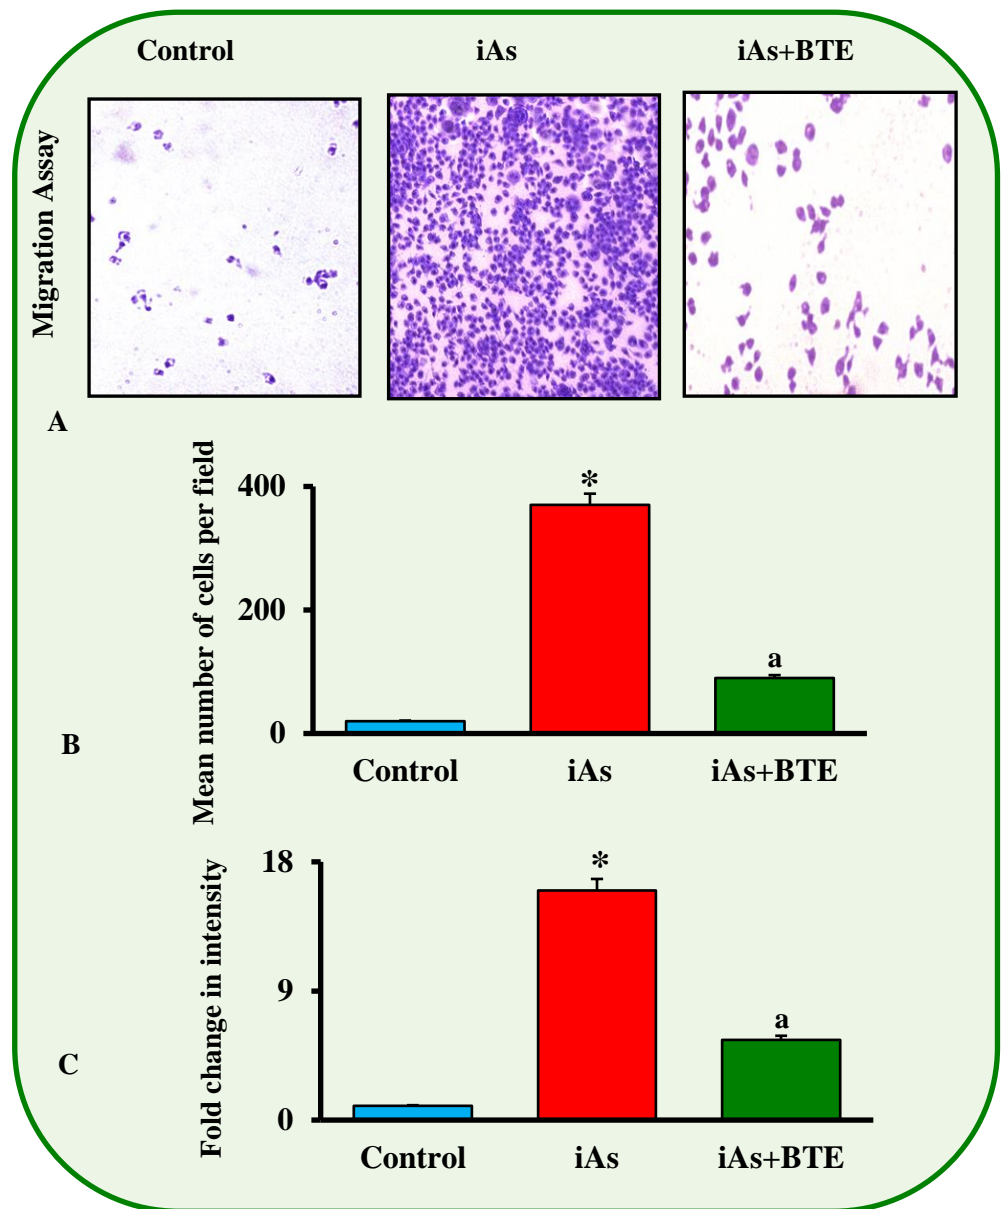 Control iAs iAs+BTE
Migration Assay
A
Mean number of cells per field
400
200
0
*
a
B
Control iAs iAs+BTE
Fold change in intensity
18
9
0
*
a
C
Control iAs iAs+BTE